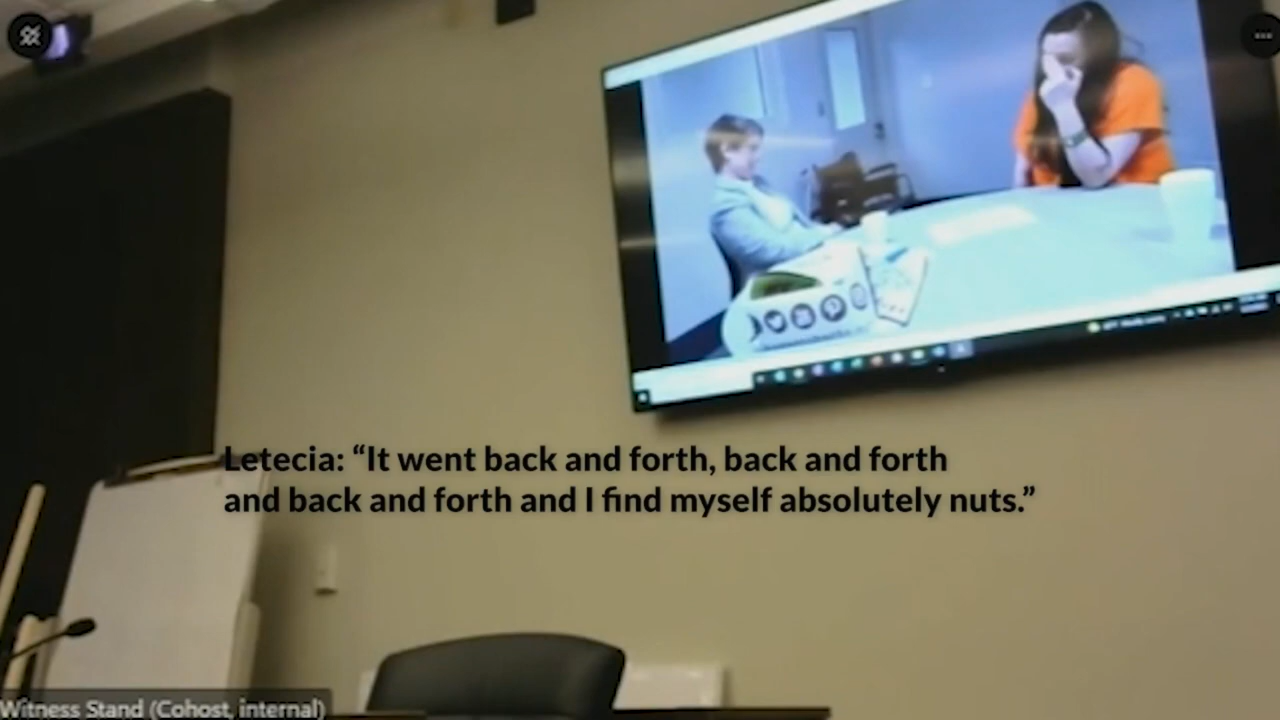 Letecia: “It went back and forth, back and forth
and back and forth and I find myself absolutely nuts.”
Witness Stand (Cohost, internal)